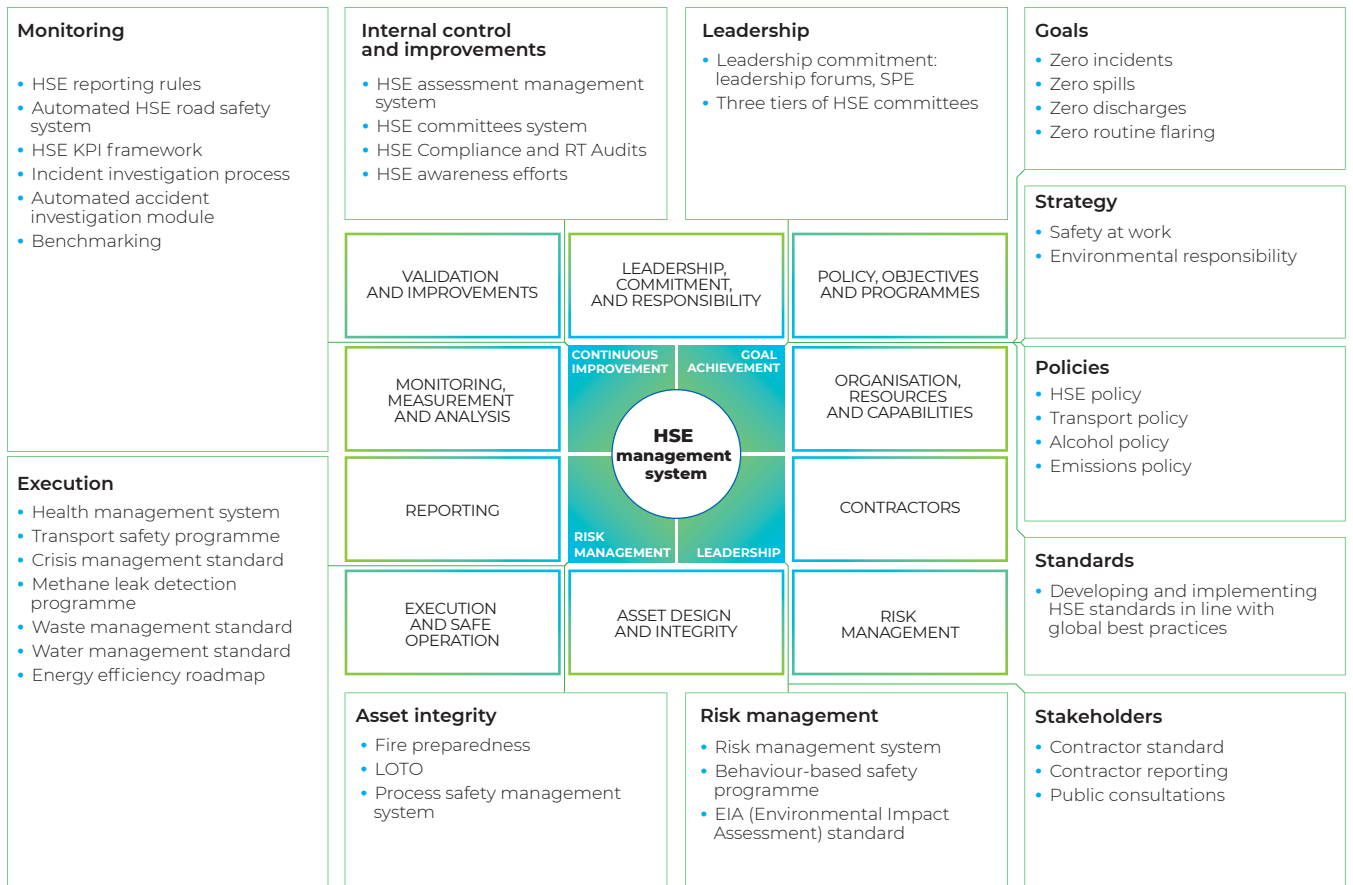 Monitoring
HSE reporting rules
Automated HSE road safety
system
HSE KPI framework
Incident investigation process
Automated accident
investigation module
Benchmarking
Internal control
and improvements
HSE assessment management
system
HSE committees system
HSE Compliance and RT Audits
HSE awareness efforts
Leadership
Leadership commitment:
leadership forums, SPE
Three tiers of HSE committees
Goals
Zero incidents
Zero spills
Zero discharges
Zero routine flaring
Strategy
Safety at work
Environmental responsibility
VALIDATION
AND IMPROVEMENTS
LEADERSHIP,
COMMITMENT,
AND RESPONSIBILITY
POLICY, OBJECTIVES
AND PROGRAMMES
MONITORING,
MEASUREMENT
AND ANALYSIS
CONTINUOUS
IMPROVEMENT
GOAL
ACHIEVEMENT
ORGANISATION,
RESOURCES
AND CAPABILITIES
HSE
management
system
REPORTING
CONTRACTORS
RISK
MANAGEMENT
LEADERSHIP
EXECUTION
AND SAFE
OPERATION
ASSET DESIGN
AND INTEGRITY
RISK
MANAGEMENT
Policies
HSE policy
Transport policy
Alcohol policy
Emissions policy
Execution
Health management system
Transport safety programme
Crisis management standard
Methane leak detection
programme
Waste management standard
Water management standard
Energy efficiency roadmap
Standards
Developing and implementing
HSE standards in line with
global best practices
Asset integrity
Fire preparedness
LOTO
Process safety management
system
Risk management
Risk management system
Behaviour-based safety
programme
EIA (Environmental Impact
Assessment) standard
Stakeholders
Contractor standard
Contractor reporting
Public consultations